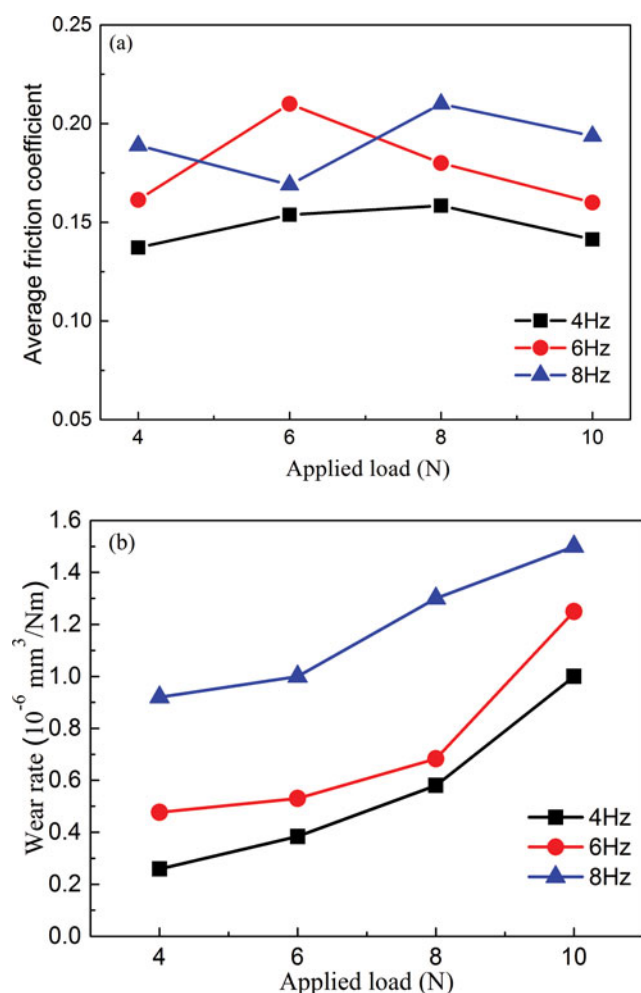 (a)
Average friction coefficient
0.25
0.20
0.15
0.10
0.05
4Hz
6Hz
8Hz
4 6 8 10
Applied load (N)
(b)
Wear rate (10⁻⁶ mm³/Nm)
1.6
1.4
1.2
1.0
0.8
0.6
0.4
0.2
0.0
4Hz
6Hz
8Hz
4 6 8 10
Applied load (N)